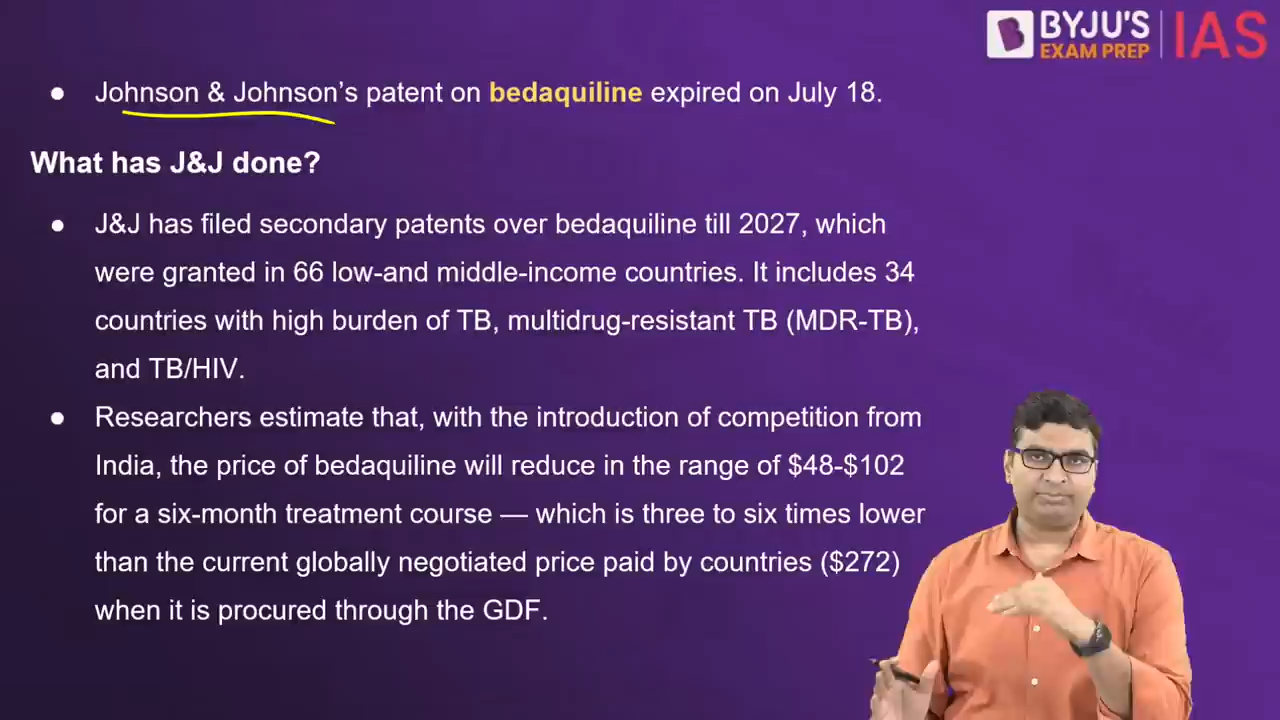 BYJU'S
EXAM PREP
IAS
● Johnson & Johnson’s patent on bedaquiline expired on July 18.
What has J&J done?
● J&J has filed secondary patents over bedaquiline till 2027, which
were granted in 66 low-and middle-income countries. It includes 34
countries with high burden of TB, multidrug-resistant TB (MDR-TB),
and TB/HIV.
● Researchers estimate that, with the introduction of competition from
India, the price of bedaquiline will reduce in the range of $48-$102
for a six-month treatment course — which is three to six times lower
than the current globally negotiated price paid by countries ($272)
when it is procured through the GDF.